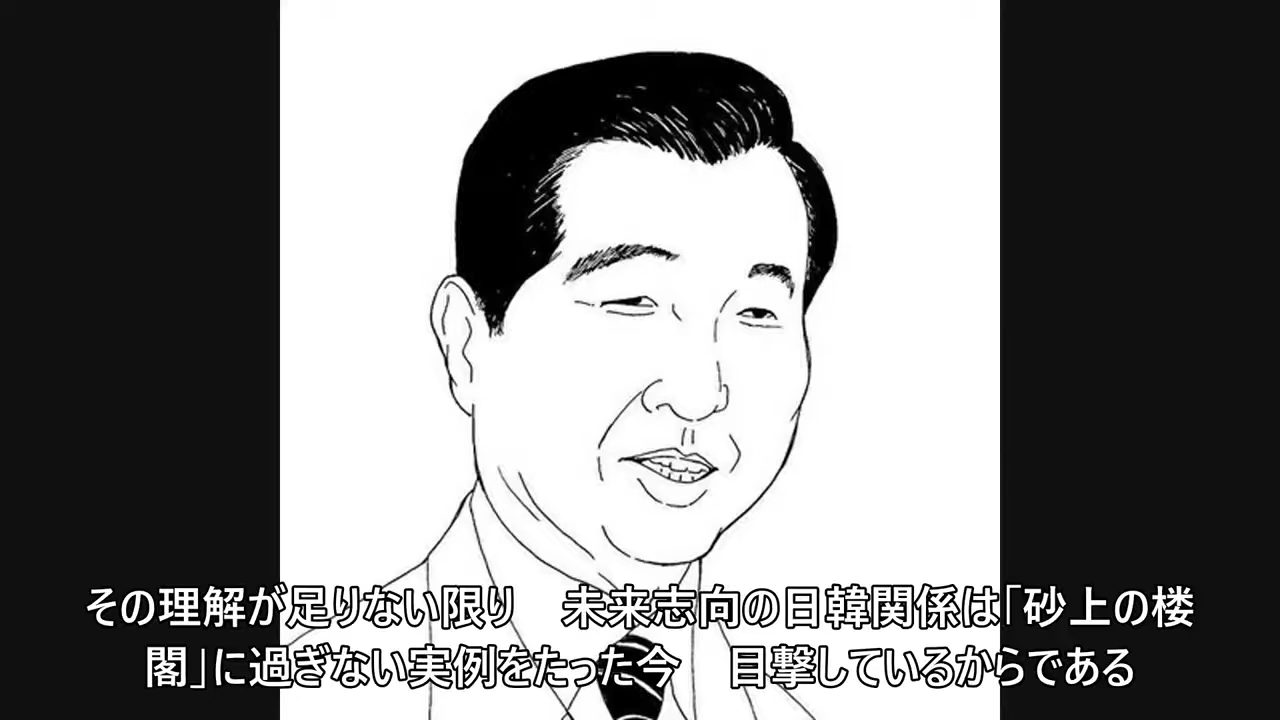 その理解が足りない限り　未来志向の日韓関係は「砂上の楼
閣」に過ぎない実例をたった今　目撃しているからである